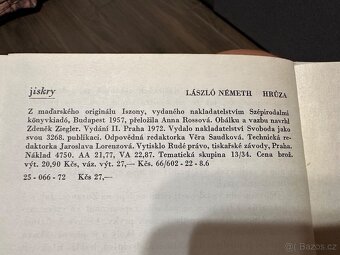 jiskry LÁSZLÓ NÉMETH HRŮZA
Z maďarského originálu Iszony, vydaného nakladatelstvím Szépirodalmi
könyvkiadó, Budapest 1957, přeložila Anna Rossová. Obálku a vazbu navrhl
Zdeněk Ziegler. Vydání II. Praha 1972. Vydalo nakladatelství Svoboda jako
svou 3268. publikaci. Odpovědná redaktorka Věra Saudková. Technická re-
daktorka Jaroslava Lorenzová. Vytisklo Rudé právo, tiskařské závody, Praha.
Náklad 4750. AA 21,77, VA 22,87. Tematická skupina 13/34. Cena brož.
výt. 20,90 Kčs, váz. výt. 27,— Kčs. 66/602-22-8.6
25 - 066 - 72 Kčs 27,—
bazoš.cz